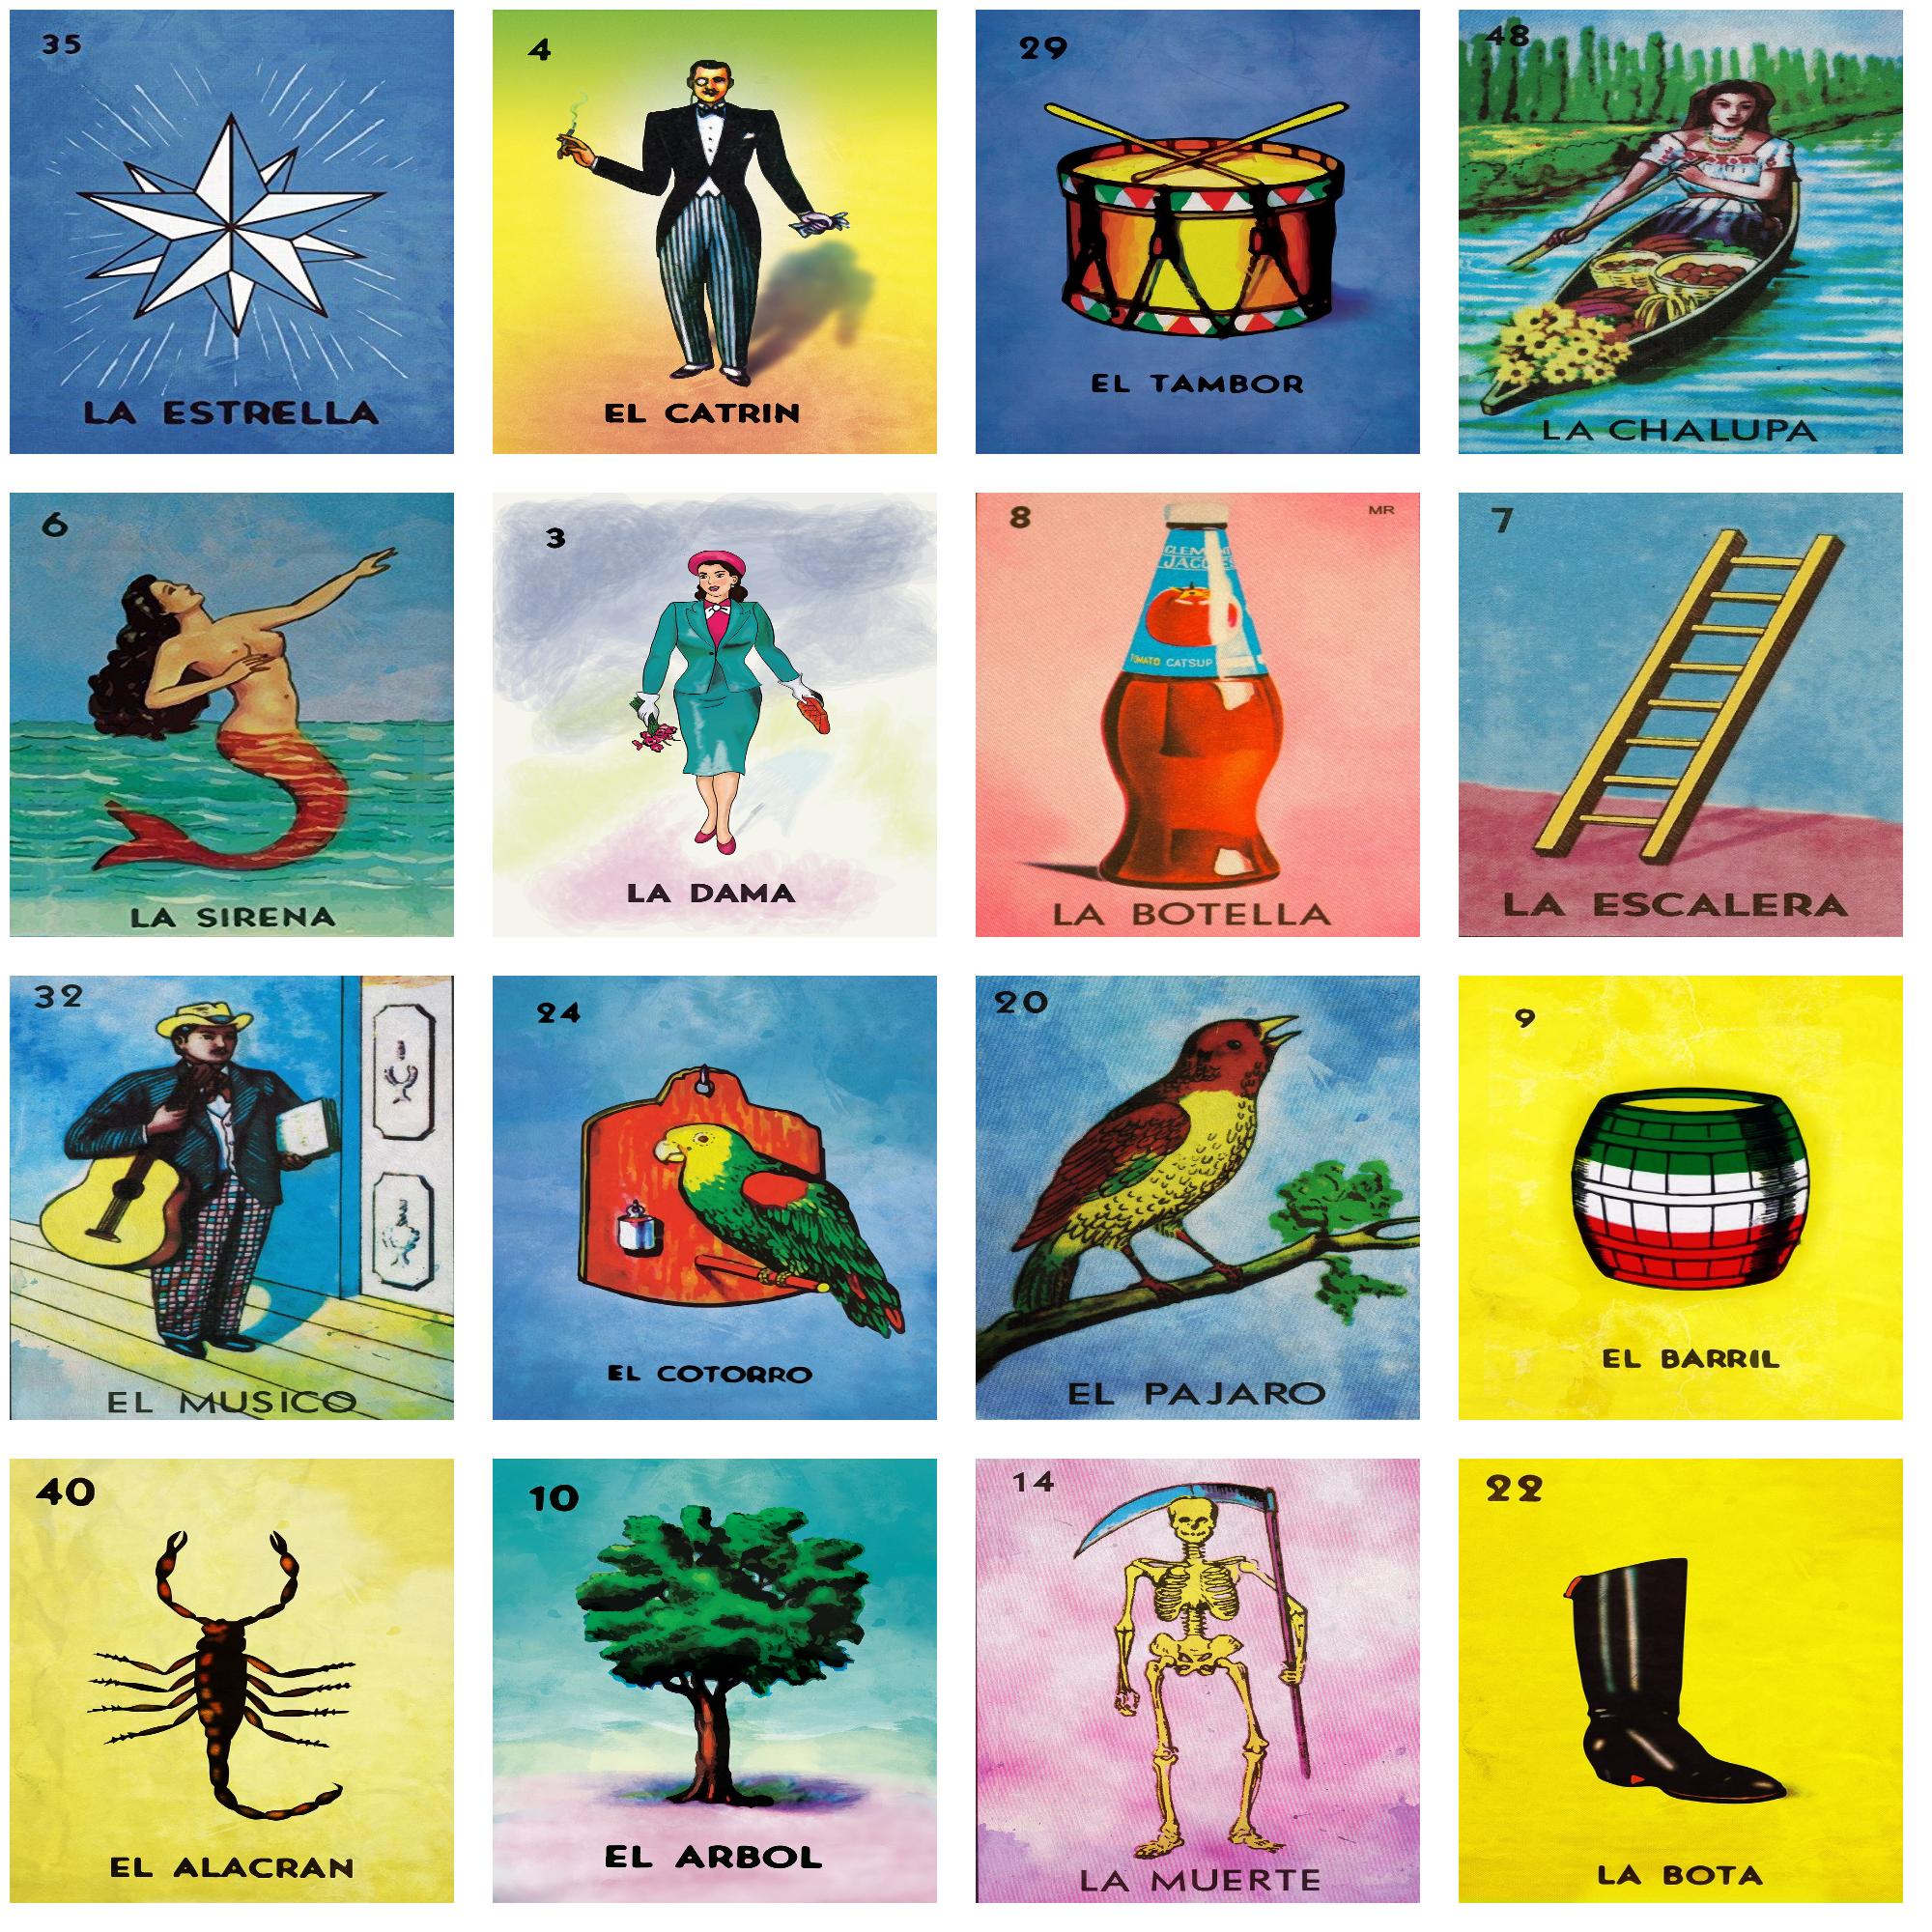 35
LA ESTRELLA
4
EL CATRIN
29
EL TAMBOR
48
LA CHALUPA
6
LA SIRENA
3
LA DAMA
8
MR
TOMATO CATSUP
LA BOTELLA
7
LA ESCALERA
32
EL MUSICO
24
EL COTORRO
20
EL PAJARO
9
EL BARRIL
40
EL ALACRAN
10
EL ARBOL
14
LA MUERTE
22
LA BOTA